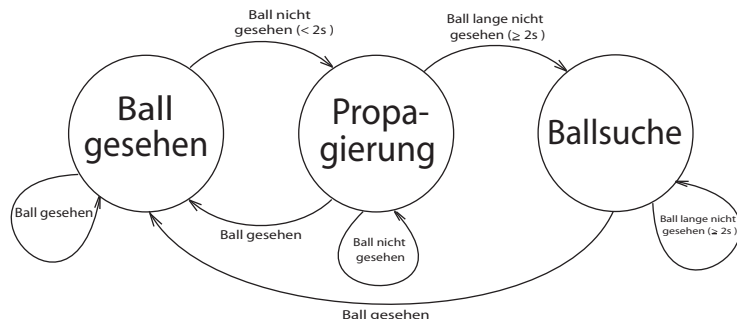 Ball nicht
gesehen (< 2s )
Ball lange nicht
gesehen (≥ 2s )
Ball
gesehen
Propa-
gierung
Ballsuche
Ball gesehen
Ball gesehen
Ball nicht
gesehen
Ball lange nicht
gesehen (≥ 2s )
Ball gesehen